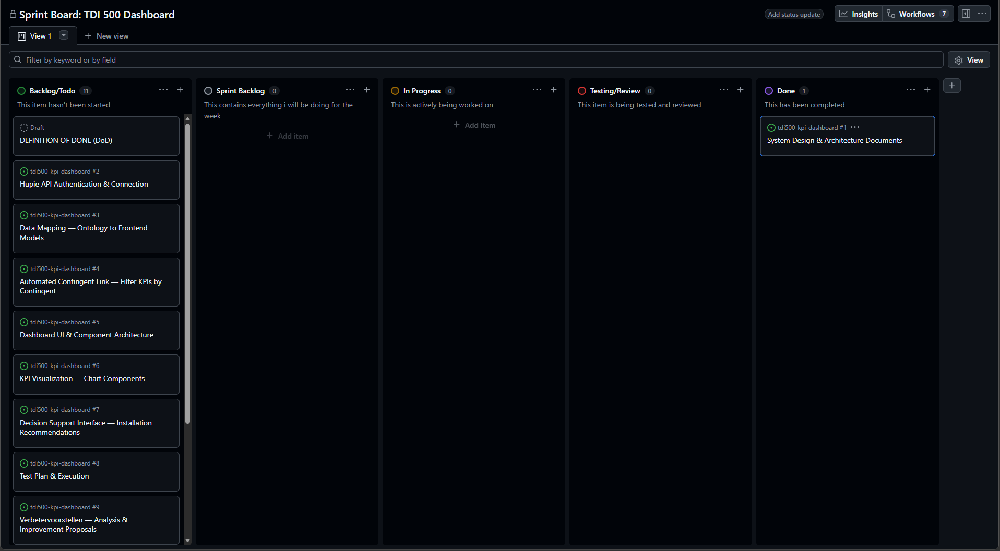 Sprint Board: TDI 500 Dashboard
Add status update
Insights
Workflows 7
View 1
New view
Filter by keyword or by field
View
Backlog/Todo 11
This item hasn't been started
Draft
DEFINITION OF DONE (DoD)
tdi500-kpi-dashboard #2
Hupie API Authentication & Connection
tdi500-kpi-dashboard #3
Data Mapping — Ontology to Frontend
Models
tdi500-kpi-dashboard #4
Automated Contingent Link — Filter KPIs by
Contingent
tdi500-kpi-dashboard #5
Dashboard UI & Component Architecture
tdi500-kpi-dashboard #6
KPI Visualization — Chart Components
tdi500-kpi-dashboard #7
Decision Support Interface — Installation
Recommendations
tdi500-kpi-dashboard #8
Test Plan & Execution
tdi500-kpi-dashboard #9
Verbetervoorstellen — Analysis &
Improvement Proposals
Sprint Backlog 0
This contains everything i will be doing for the
week
Add item
In Progress 0
This is actively being worked on
Add item
Testing/Review 0
This item is being tested and reviewed
Done 1
This has been completed
tdi500-kpi-dashboard #1
System Design & Architecture Documents